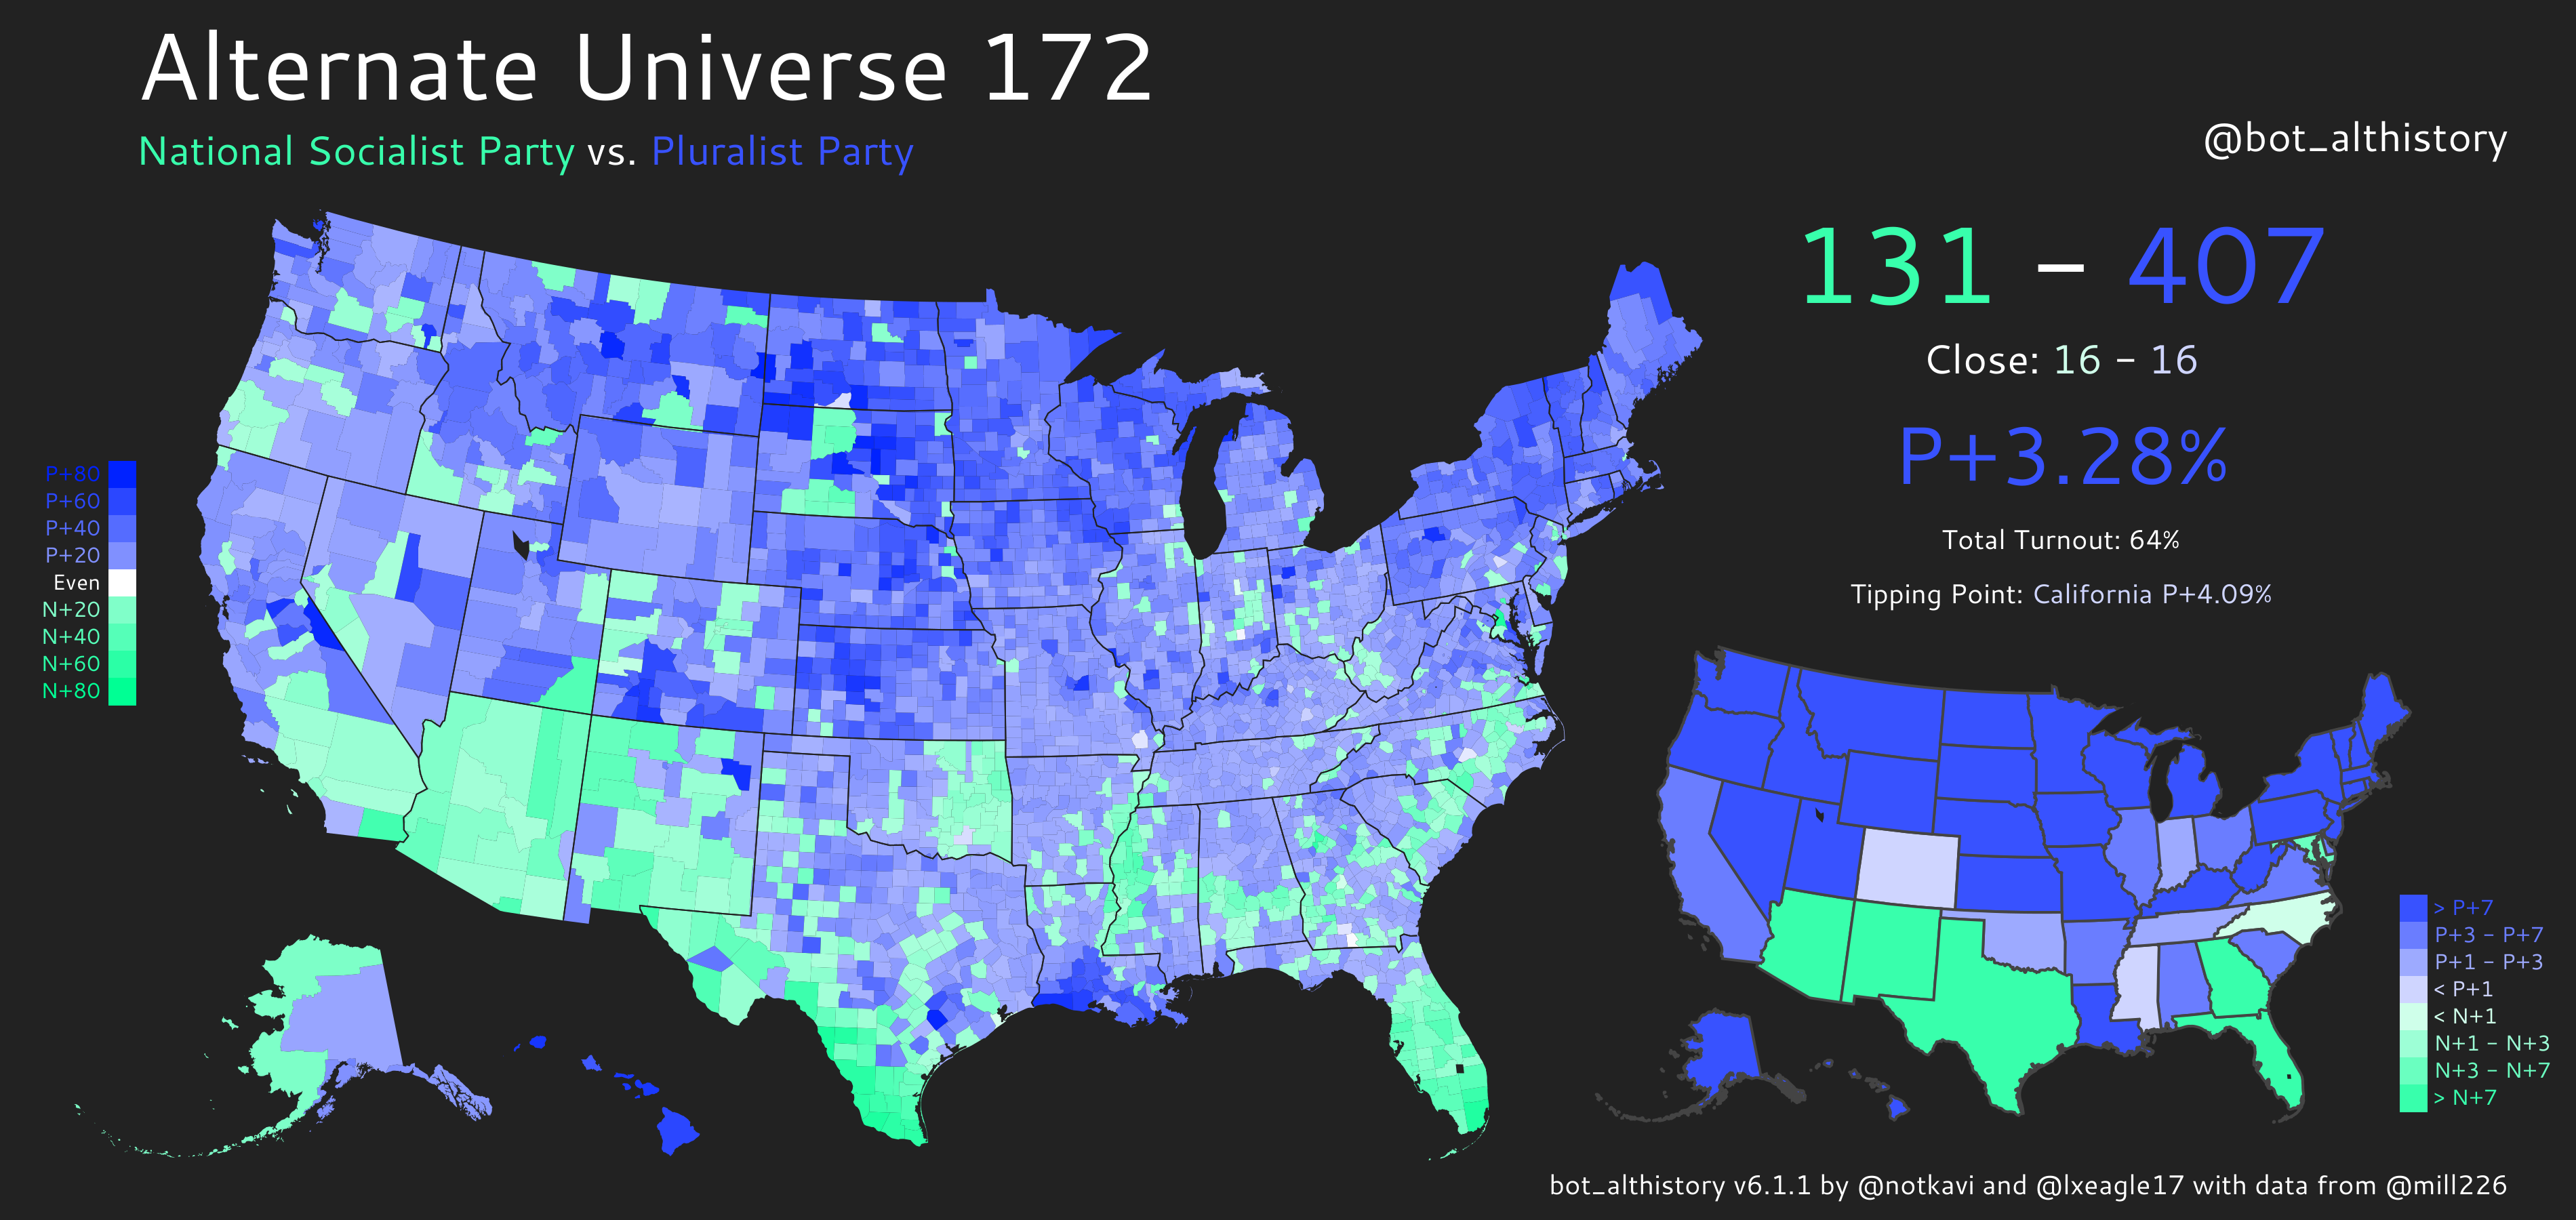 Alternate Universe 172
National Socialist Party vs. Pluralist Party
@bot_althistory
131 – 407
Close: 16 – 16
P+3.28%
Total Turnout: 64%
Tipping Point: California P+4.09%
P+80
P+60
P+40
P+20
Even
N+20
N+40
N+60
N+80
> P+7
P+3 – P+7
P+1 – P+3
< P+1
< N+1
N+1 – N+3
N+3 – N+7
> N+7
bot_althistory v6.1.1 by @notkavi and @lxeagle17 with data from @mill226